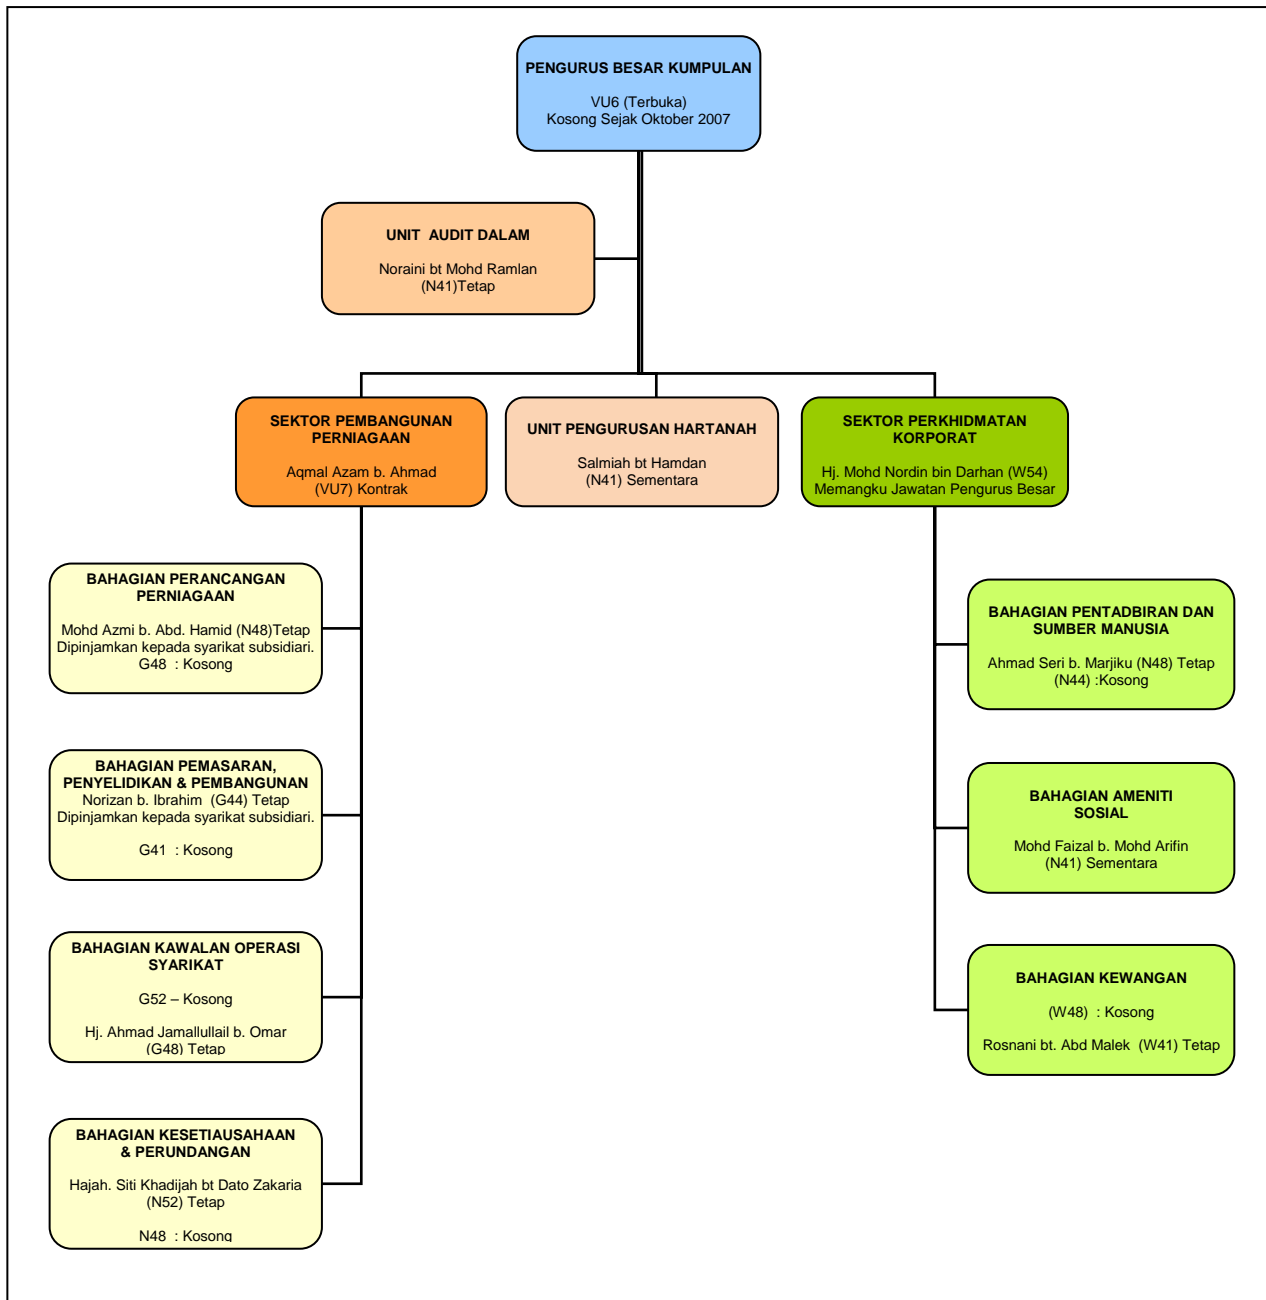 PENGURUS BESAR KUMPULAN
VU6 (Terbuka)
Kosong Sejak Oktober 2007
UNIT  AUDIT DALAM
Noraini bt Mohd Ramlan
(N41)Tetap
SEKTOR PEMBANGUNAN
PERNIAGAAN
Aqmal Azam b. Ahmad
(VU7) Kontrak
UNIT PENGURUSAN HARTANAH
Salmiah bt Hamdan
(N41) Sementara
SEKTOR PERKHIDMATAN
KORPORAT
Hj. Mohd Nordin bin Darhan (W54)
Memangku Jawatan Pengurus Besar
BAHAGIAN PERANCANGAN
PERNIAGAAN
Mohd Azmi b. Abd. Hamid (N48)Tetap
Dipinjamkan kepada syarikat subsidiari.
G48  : Kosong
BAHAGIAN PEMASARAN,
PENYELIDIKAN & PEMBANGUNAN
Norizan b. Ibrahim  (G44) Tetap
Dipinjamkan kepada syarikat subsidiari.
G41  : Kosong
BAHAGIAN KAWALAN OPERASI
SYARIKAT
G52 – Kosong
Hj. Ahmad Jamallullail b. Omar
(G48) Tetap
BAHAGIAN KESETIAUSAHAAN
& PERUNDANGAN
Hajah. Siti Khadijah bt Dato Zakaria
(N52) Tetap
N48  : Kosong
BAHAGIAN PENTADBIRAN DAN
SUMBER MANUSIA
Ahmad Seri b. Marjiku (N48) Tetap
(N44) :Kosong
BAHAGIAN AMENITI
SOSIAL
Mohd Faizal b. Mohd Arifin
(N41) Sementara
BAHAGIAN KEWANGAN
(W48)  : Kosong
Rosnani bt. Abd Malek  (W41) Tetap